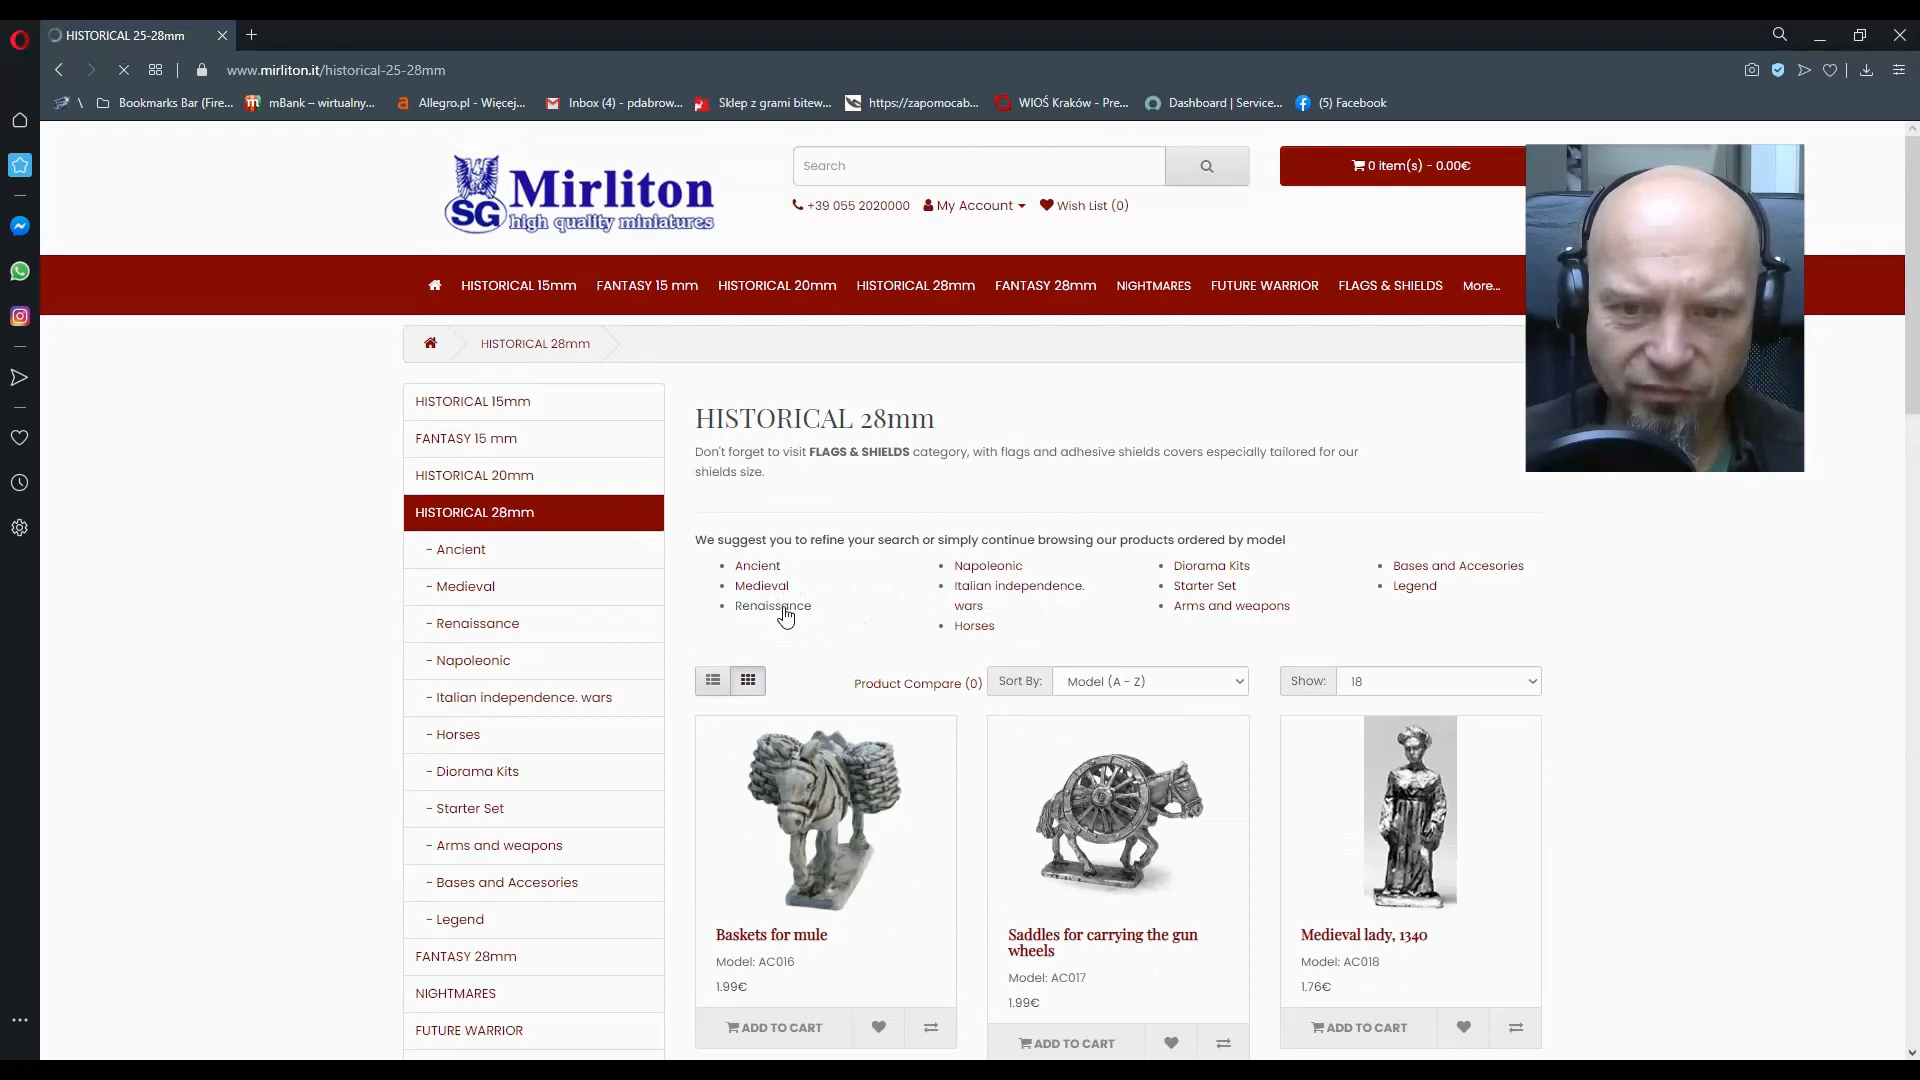 HISTORICAL 25-28mm
www.mirliton.it/historical-25-28mm
\ Bookmarks Bar (Fire... mBank – wirtualny... Allegro.pl - Więcej... Inbox (4) - pdabrow... Sklep z grami bitew... https://zapomocab... WIOŚ Kraków - Pre... Dashboard | Service... (5) Facebook
SG Mirliton
high quality miniatures
Search
0 item(s) - 0.00€
+39 055 2020000 My Account Wish List (0)
HISTORICAL 15mm FANTASY 15 mm HISTORICAL 20mm HISTORICAL 28mm FANTASY 28mm NIGHTMARES FUTURE WARRIOR FLAGS & SHIELDS More...
HISTORICAL 28mm
HISTORICAL 15mm
FANTASY 15 mm
HISTORICAL 20mm
HISTORICAL 28mm
- Ancient
- Medieval
- Renaissance
- Napoleonic
- Italian independence. wars
- Horses
- Diorama Kits
- Starter Set
- Arms and weapons
- Bases and Accesories
- Legend
FANTASY 28mm
NIGHTMARES
FUTURE WARRIOR
HISTORICAL 28mm
Don't forget to visit FLAGS & SHIELDS category, with flags and adhesive shields covers especially tailored for our
shields size.
We suggest you to refine your search or simply continue browsing our products ordered by model
Ancient
Medieval
Renaissance
Napoleonic
Italian independence.
wars
Horses
Diorama Kits
Starter Set
Arms and weapons
Bases and Accesories
Legend
Product Compare (0) Sort By: Model (A - Z) Show: 18
Baskets for mule
Model: AC016
1.99€
ADD TO CART
Saddles for carrying the gun
wheels
Model: AC017
1.99€
ADD TO CART
Medieval lady, 1340
Model: AC018
1.76€
ADD TO CART